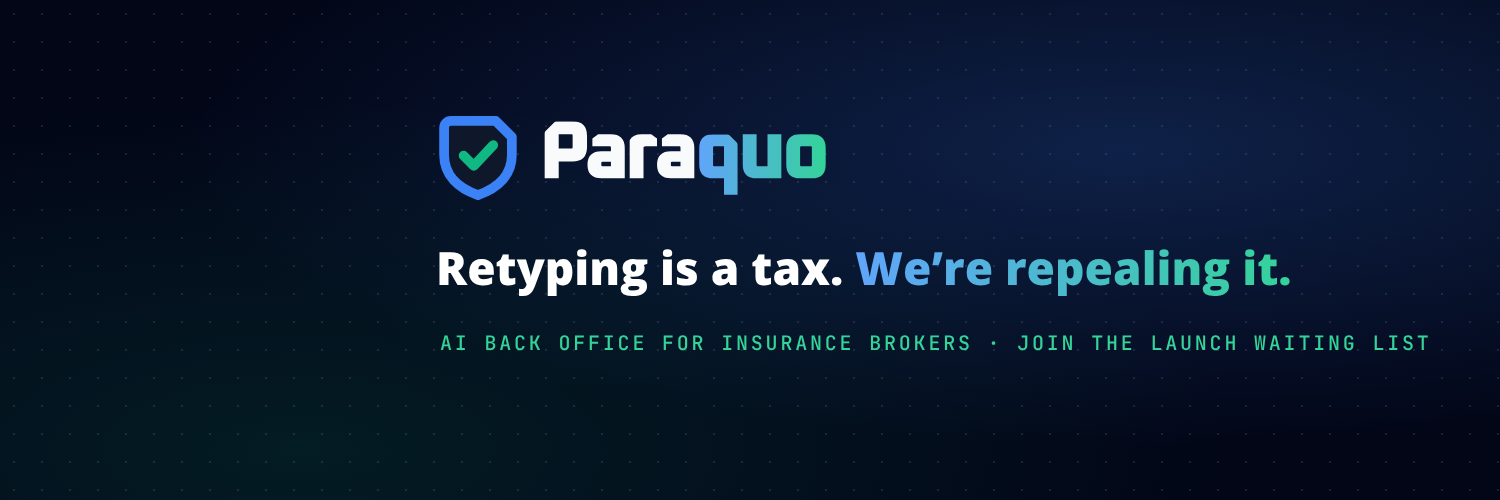 Paraquo
Retyping is a tax. We’re repealing it.
AI BACK OFFICE FOR INSURANCE BROKERS · JOIN THE LAUNCH WAITING LIST